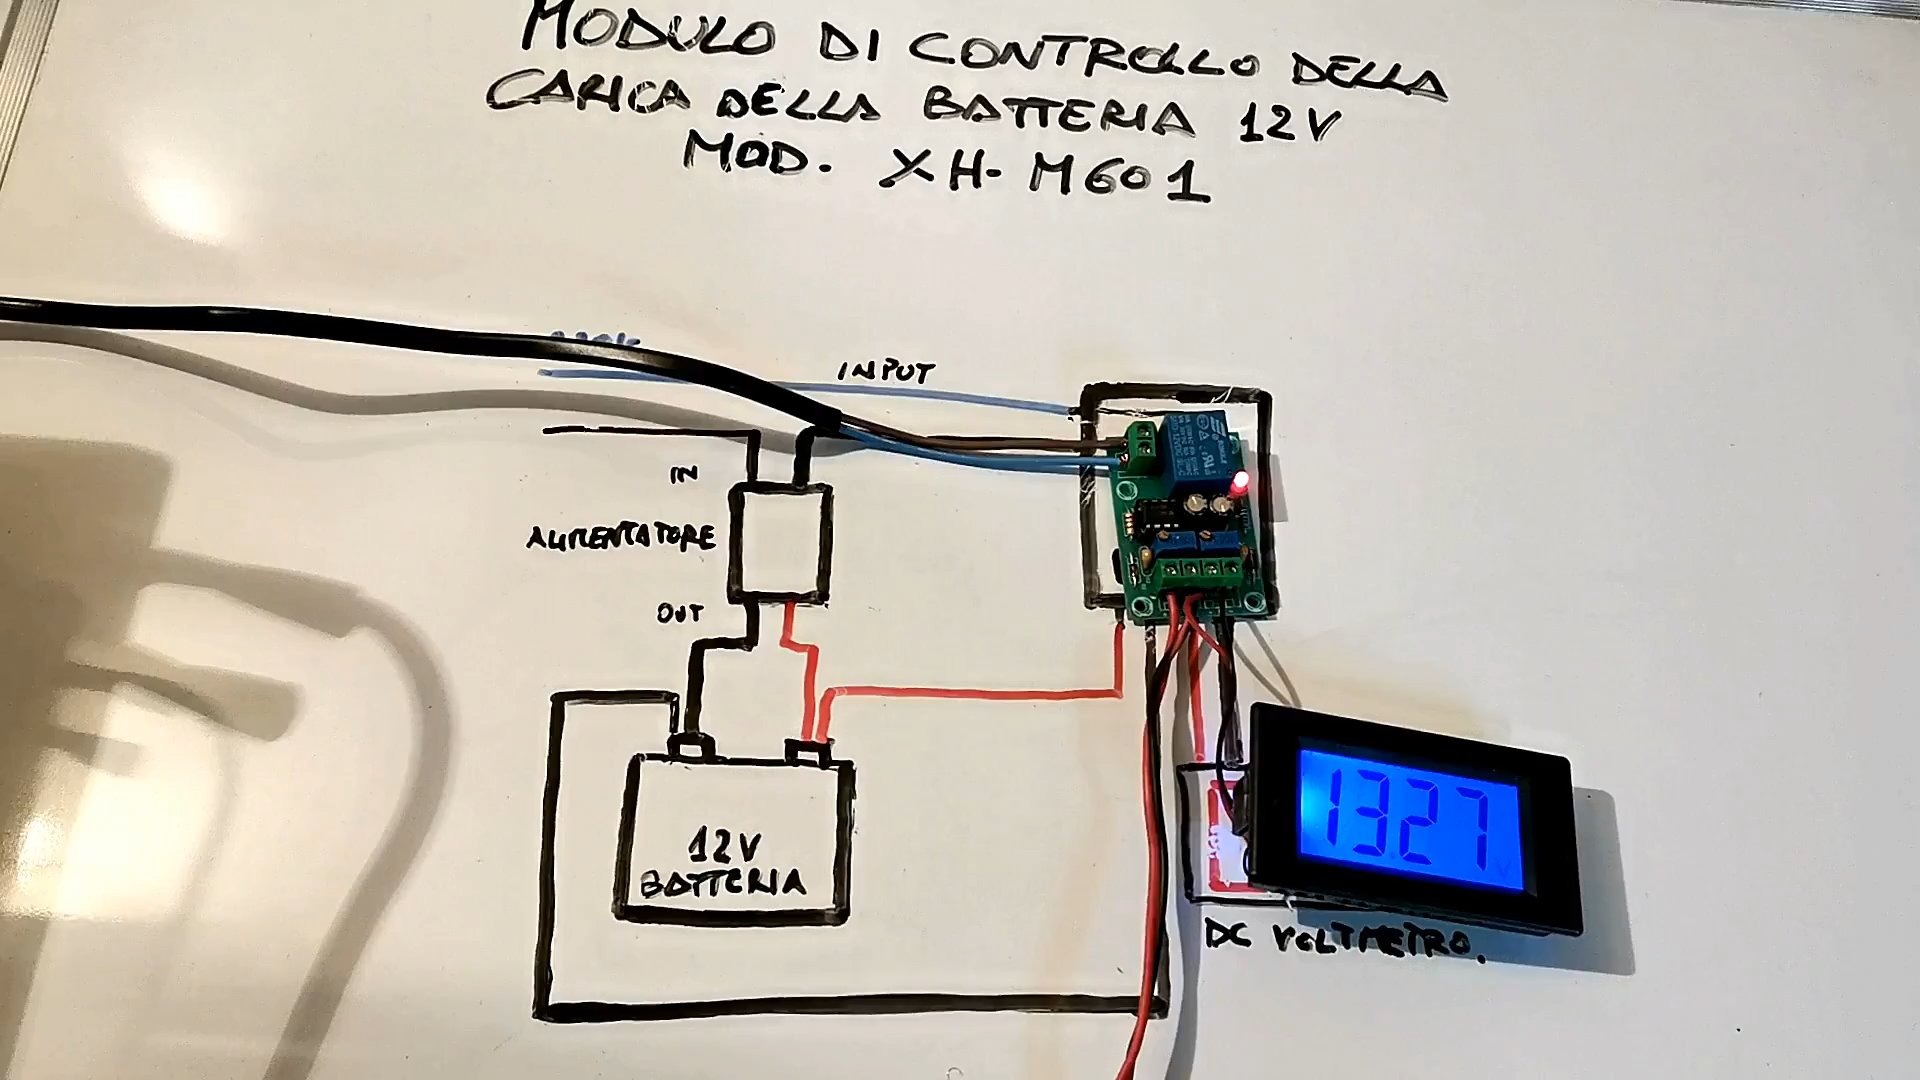 MODULO DI CONTROLLO DELLA
CARICA DELLA BATTERIA 12V
MOD. XH-M601
INPUT
IN
ALIMENTATORE
OUT
12V
BATTERIA
13.27 V
DC VOLTMETRO.